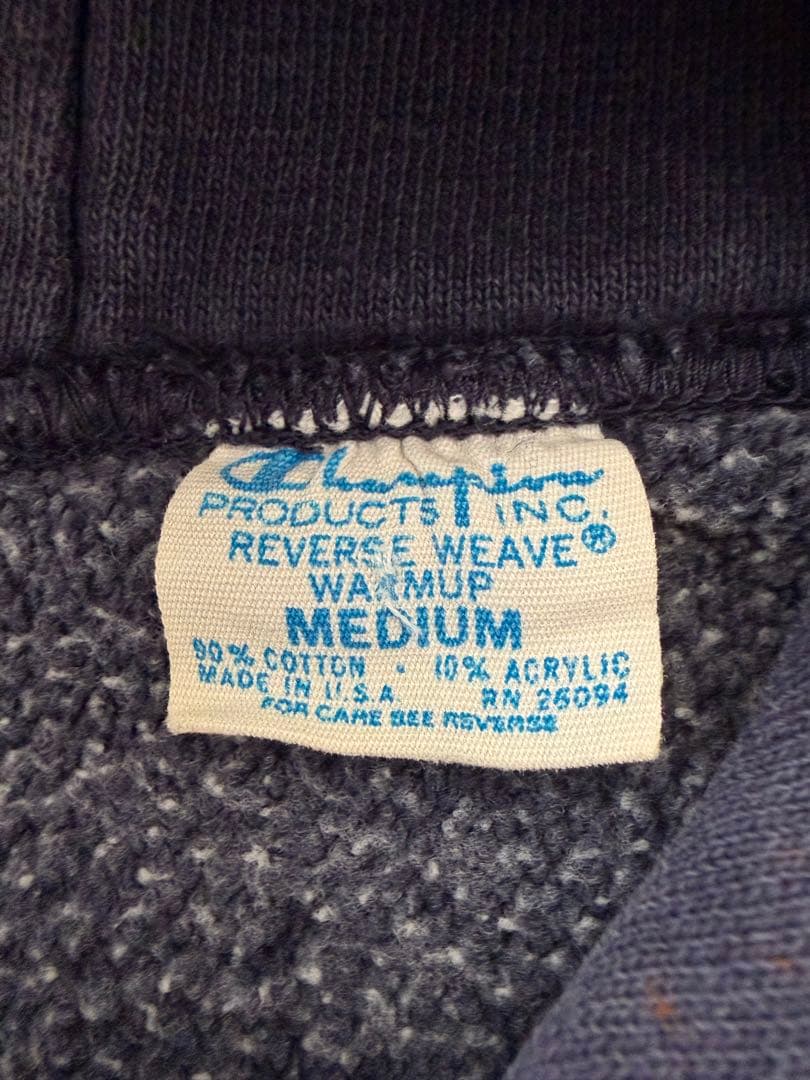 Champion
PRODUCTS INC.
REVERSE WEAVE®
WARMUP
MEDIUM
90% COTTON · 10% ACRYLIC
MADE IN U.S.A. RN 26094
FOR CARE SEE REVERSE